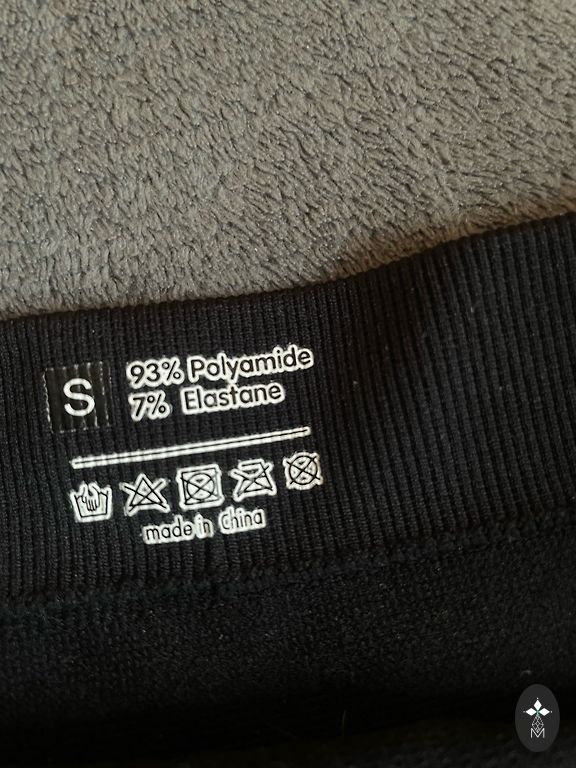 S
93% Polyamide
7% Elastane
made in China
M